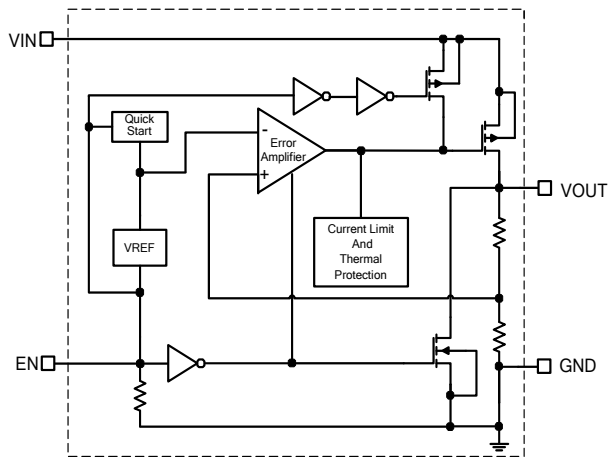 VIN
Quick
Start
-
Error
Amplifier
+
VOUT
Current Limit
And
Thermal
Protection
VREF
EN
GND